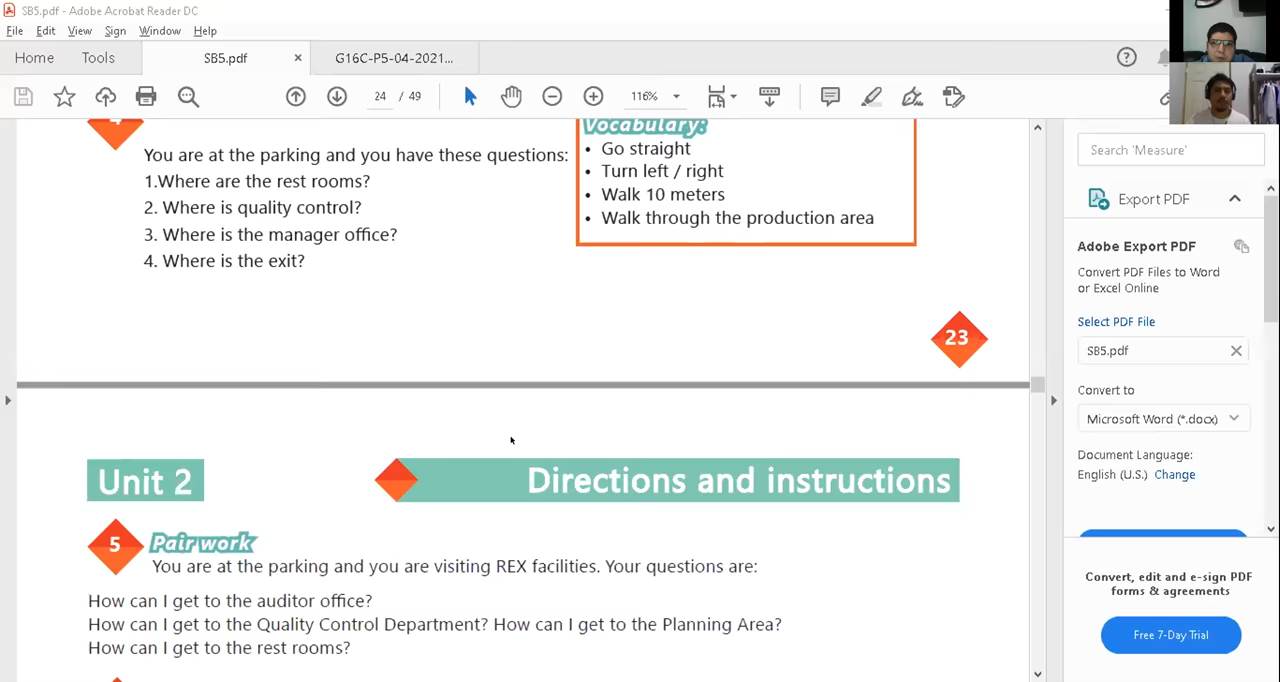 SB5.pdf - Adobe Acrobat Reader DC
File Edit View Sign Window Help
Home Tools SB5.pdf × G16C-P5-04-2021...
24 / 49 116%
You are at the parking and you have these questions:
1.Where are the rest rooms?
2. Where is quality control?
3. Where is the manager office?
4. Where is the exit?
Vocabulary:
• Go straight
• Turn left / right
• Walk 10 meters
• Walk through the production area
23
Unit 2
Directions and instructions
5 Pair work
You are at the parking and you are visiting REX facilities. Your questions are:
How can I get to the auditor office?
How can I get to the Quality Control Department? How can I get to the Planning Area?
How can I get to the rest rooms?
Search 'Measure'
Export PDF
Adobe Export PDF
Convert PDF Files to Word
or Excel Online
Select PDF File
SB5.pdf
Convert to
Microsoft Word (*.docx)
Document Language:
English (U.S.) Change
Convert, edit and e-sign PDF
forms & agreements
Free 7-Day Trial